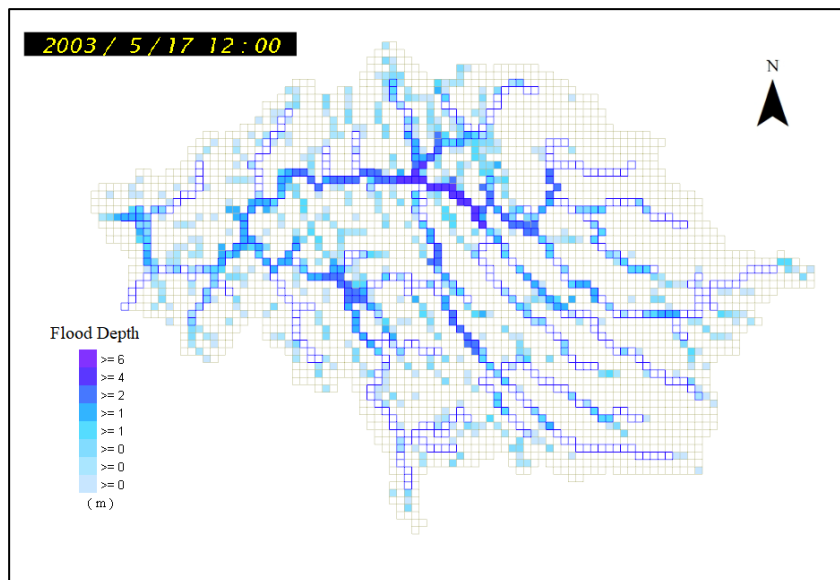 2003 / 5/17 12:00
N
Flood Depth
>= 6
>= 4
>= 2
>= 1
>= 1
>= 0
>= 0
>= 0
( m )